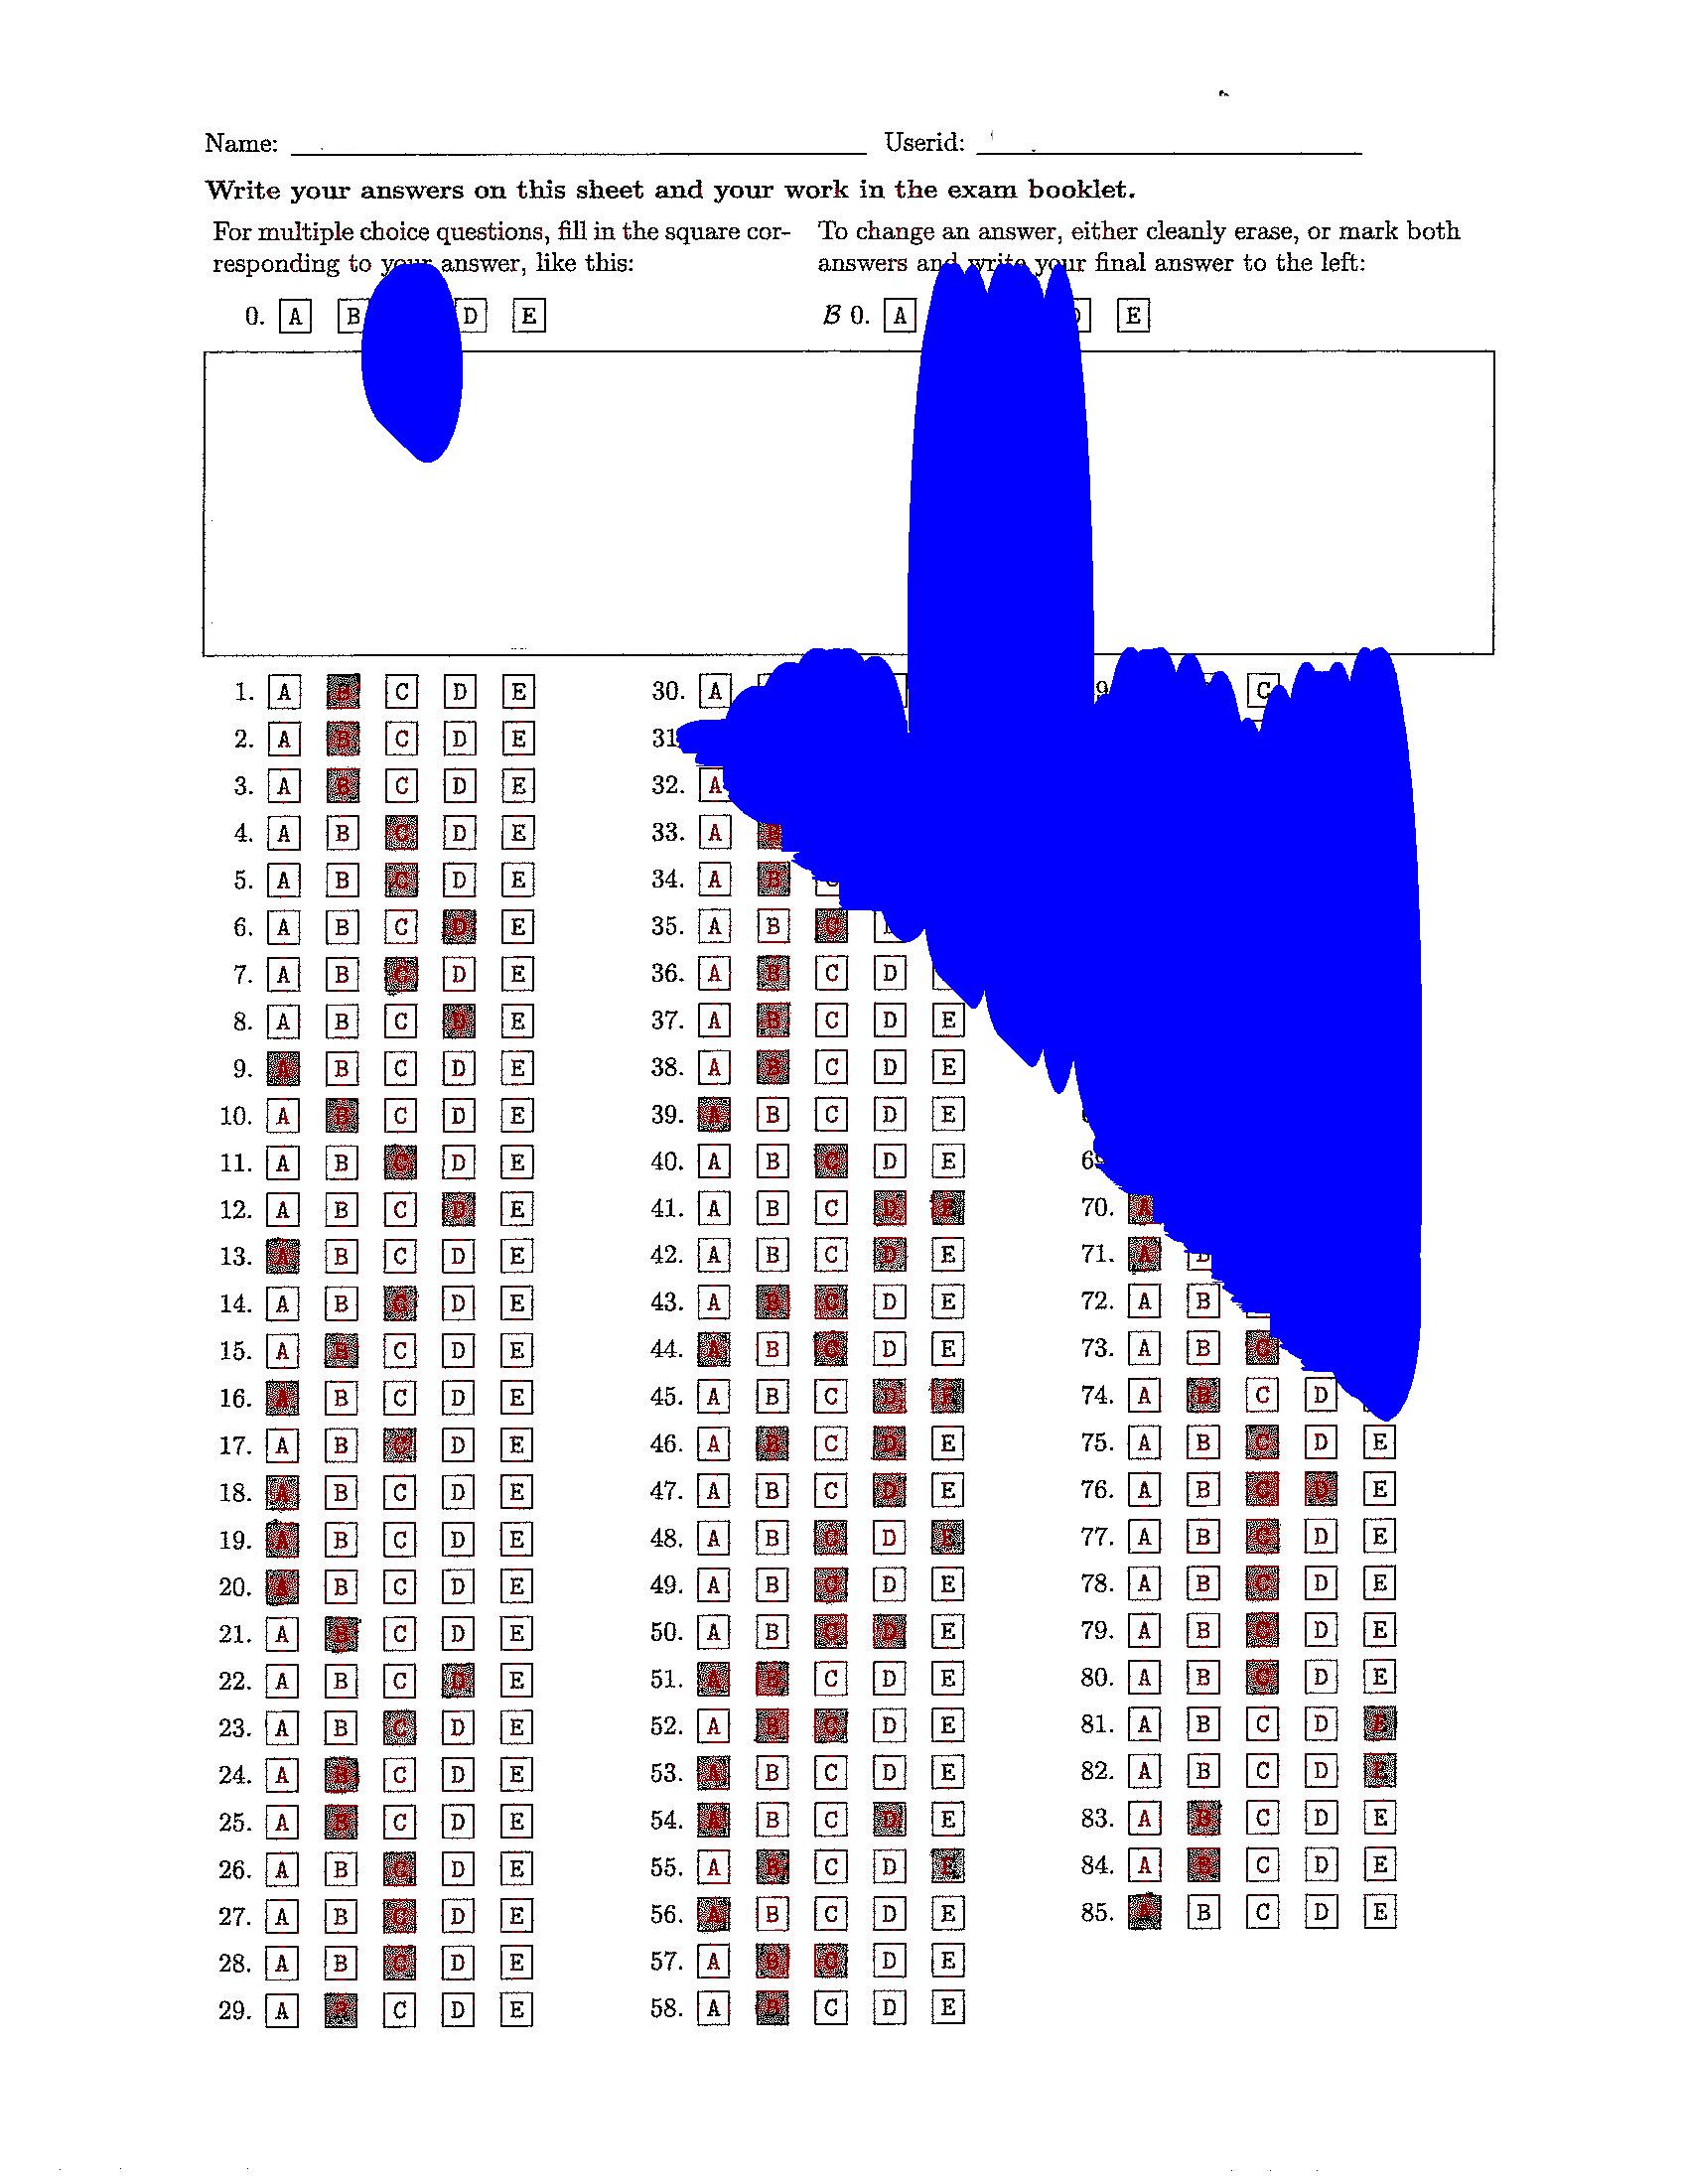 Name: Userid:
Write your answers on this sheet and your work in the exam booklet.
For multiple choice questions, fill in the square cor-
responding to your answer, like this:
To change an answer, either cleanly erase, or mark both
answers and write your final answer to the left:
0. A B D E
B 0. A E
1. A B C D E
2. A B C D E
3. A B C D E
4. A B C D E
5. A B C D E
6. A B C D E
7. A B C D E
8. A B C D E
9. A B C D E
10. A B C D E
11. A B C D E
12. A B C D E
13. A B C D E
14. A B C D E
15. A B C D E
16. A B C D E
17. A B C D E
18. A B C D E
19. A B C D E
20. A B C D E
21. A B C D E
22. A B C D E
23. A B C D E
24. A B C D E
25. A B C D E
26. A B C D E
27. A B C D E
28. A B C D E
29. A B C D E
30. A
31
32. A
33. A B
34. A B
35. A B C
36. A B C D
37. A B C D E
38. A B C D E
39. A B C D E
40. A B C D E
41. A B C D E
42. A B C D E
43. A B C D E
44. A B C D E
45. A B C D E
46. A B C D E
47. A B C D E
48. A B C D E
49. A B C D E
50. A B C D E
51. A B C D E
52. A B C D E
53. A B C D E
54. A B C D E
55. A B C D E
56. A B C D E
57. A B C D E
58. A B C D E
C
70. A
71. A
72. A B
73. A B C
74. A B C D
75. A B C D E
76. A B C D E
77. A B C D E
78. A B C D E
79. A B C D E
80. A B C D E
81. A B C D E
82. A B C D E
83. A B C D E
84. A B C D E
85. A B C D E